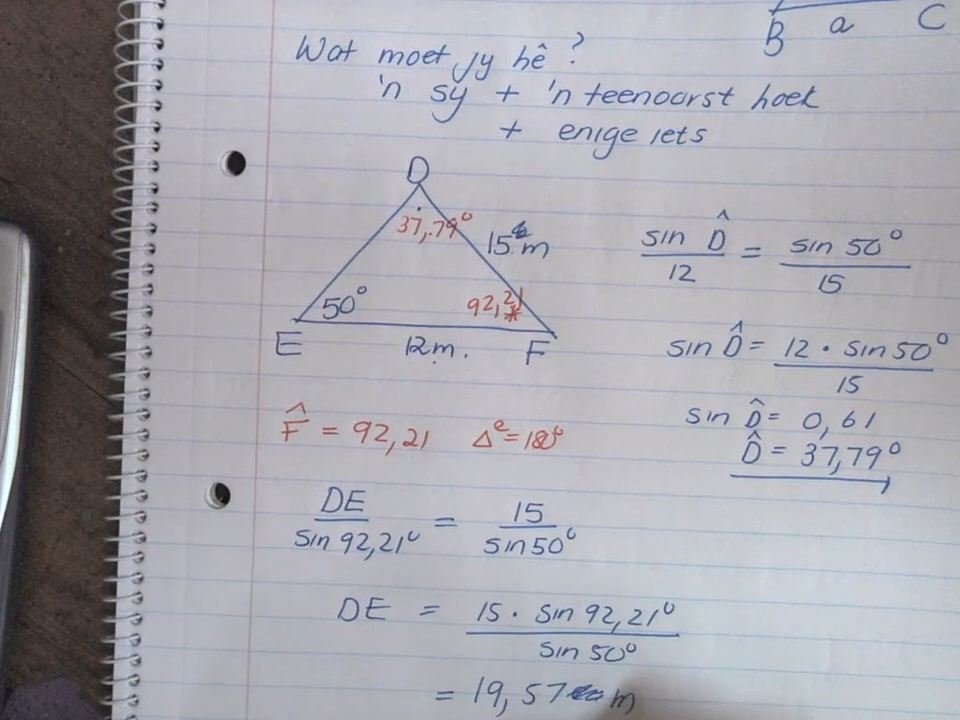 B a C
Wat moet jy hê?
'n sy + 'n teenoorst hoek
+ enige iets
D
37,79°
15 m
50°
92,21
E 12m. F
sin D̂ / 12 = sin 50° / 15
sin D̂ = 12 · sin 50° / 15
sin D̂ = 0,61
D̂ = 37,79°
F̂ = 92,21 Δᵉ = 180°
DE / sin 92,21° = 15 / sin 50°
DE = 15 · sin 92,21° / sin 50°
= 19,57 m